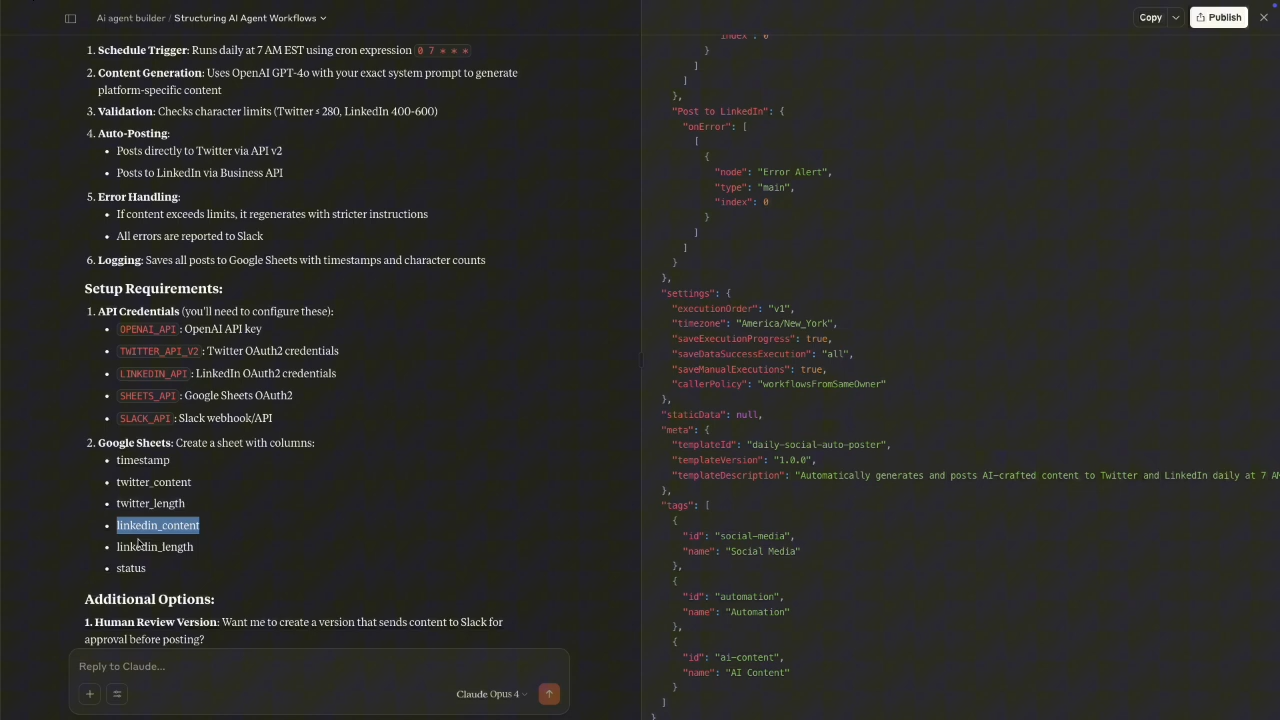 Ai agent builder / Structuring AI Agent Workflows
Copy
Publish
1. Schedule Trigger: Runs daily at 7 AM EST using cron expression 0 7 * * *
2. Content Generation: Uses OpenAI GPT-4o with your exact system prompt to generate
platform-specific content
3. Validation: Checks character limits (Twitter ≤ 280, LinkedIn 400-600)
4. Auto-Posting:
• Posts directly to Twitter via API v2
• Posts to LinkedIn via Business API
5. Error Handling:
• If content exceeds limits, it regenerates with stricter instructions
• All errors are reported to Slack
6. Logging: Saves all posts to Google Sheets with timestamps and character counts
Setup Requirements:
1. API Credentials (you'll need to configure these):
• OPENAI_API : OpenAI API key
• TWITTER_API_V2 : Twitter OAuth2 credentials
• LINKEDIN_API : LinkedIn OAuth2 credentials
• SHEETS_API : Google Sheets OAuth2
• SLACK_API : Slack webhook/API
2. Google Sheets: Create a sheet with columns:
• timestamp
• twitter_content
• twitter_length
• linkedin_content
• linkedin_length
• status
Additional Options:
1. Human Review Version: Want me to create a version that sends content to Slack for
approval before posting?
Reply to Claude...
Claude Opus 4
"index": 0
}
]
]
},
"Post to LinkedIn": {
"onError": [
[
{
"node": "Error Alert",
"type": "main",
"index": 0
}
]
]
}
},
"settings": {
"executionOrder": "v1",
"timezone": "America/New_York",
"saveExecutionProgress": true,
"saveDataSuccessExecution": "all",
"saveManualExecutions": true,
"callerPolicy": "workflowsFromSameOwner"
},
"staticData": null,
"meta": {
"templateId": "daily-social-auto-poster",
"templateVersion": "1.0.0",
"templateDescription": "Automatically generates and posts AI-crafted content to Twitter and LinkedIn daily at 7 AM
},
"tags": [
{
"id": "social-media",
"name": "Social Media"
},
{
"id": "automation",
"name": "Automation"
},
{
"id": "ai-content",
"name": "AI Content"
}
]
}